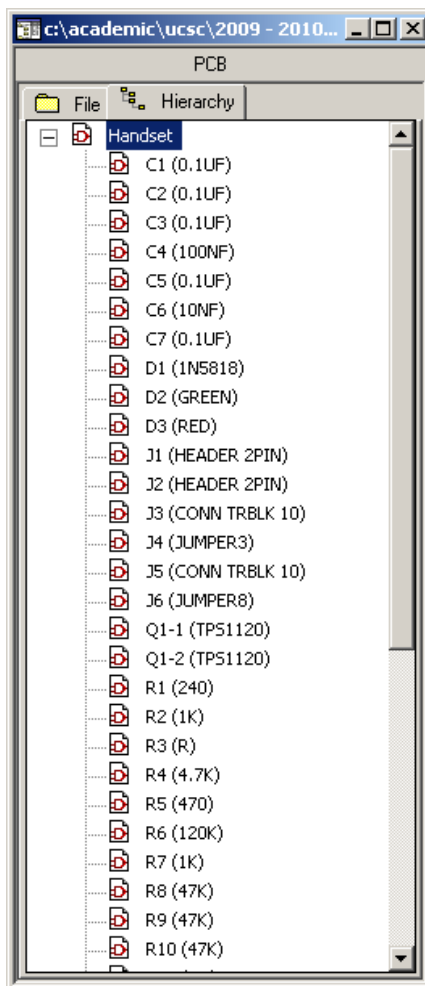 c:\academic\ucsc\2009 - 2010...
PCB
File Hierarchy
Handset
C1 (0.1UF)
C2 (0.1UF)
C3 (0.1UF)
C4 (100NF)
C5 (0.1UF)
C6 (10NF)
C7 (0.1UF)
D1 (1N5818)
D2 (GREEN)
D3 (RED)
J1 (HEADER 2PIN)
J2 (HEADER 2PIN)
J3 (CONN TRBLK 10)
J4 (JUMPER3)
J5 (CONN TRBLK 10)
J6 (JUMPER8)
Q1-1 (TPS1120)
Q1-2 (TPS1120)
R1 (240)
R2 (1K)
R3 (R)
R4 (4.7K)
R5 (470)
R6 (120K)
R7 (1K)
R8 (47K)
R9 (47K)
R10 (47K)